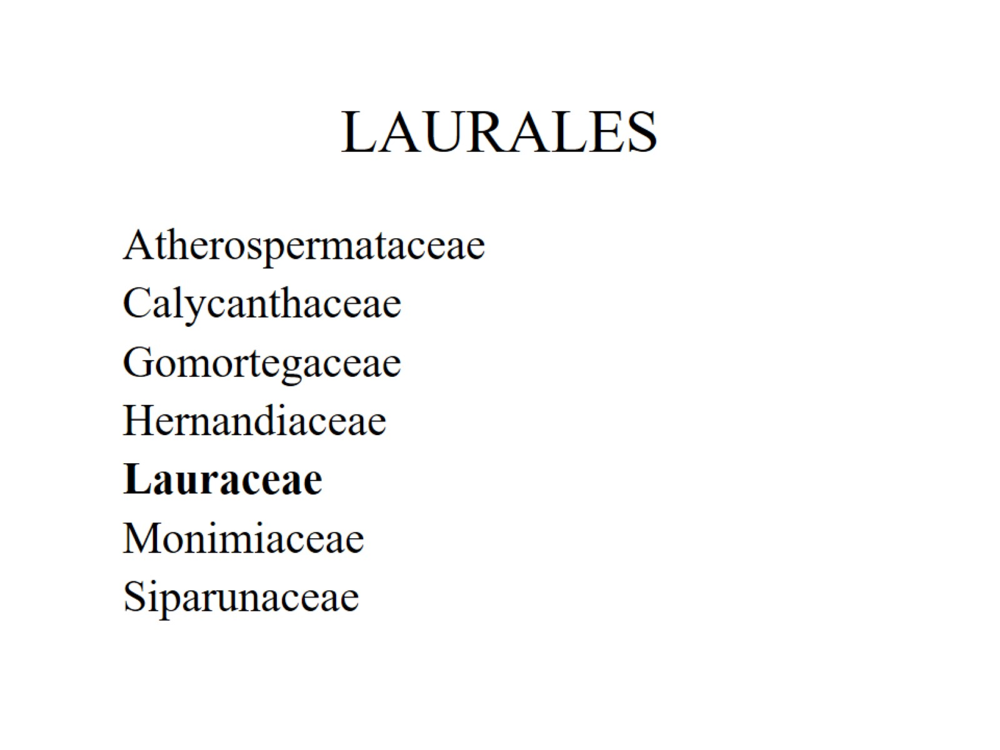 LAURALES
Atherospermataceae
Calycanthaceae
Gomortegaceae
Hernandiaceae
Lauraceae
Monimiaceae
Siparunaceae